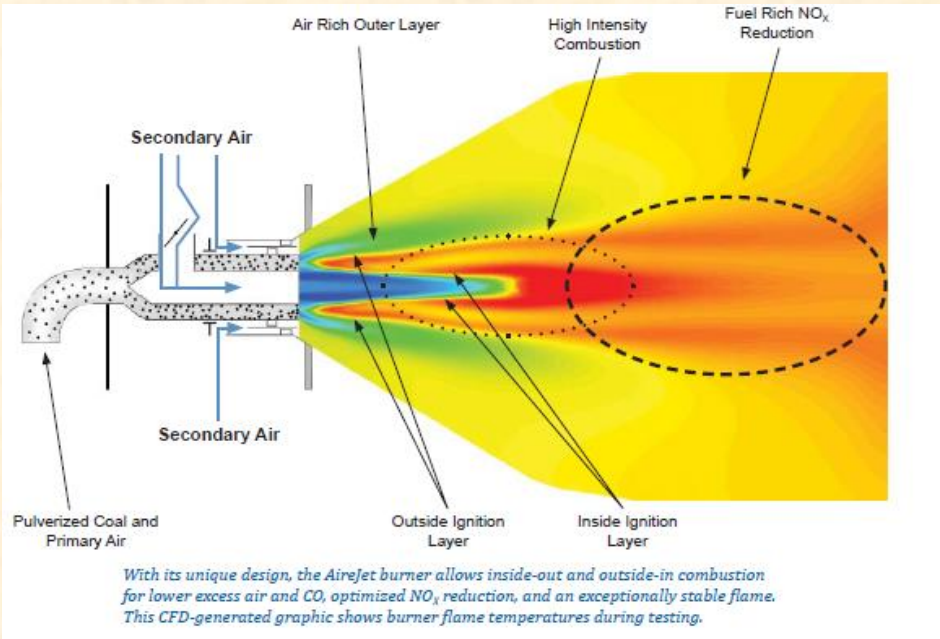 Air Rich Outer Layer
High Intensity
Combustion
Fuel Rich NOX
Reduction
Secondary Air
Secondary Air
Pulverized Coal and
Primary Air
Outside Ignition
Layer
Inside Ignition
Layer
With its unique design, the AireJet burner allows inside-out and outside-in combustion
for lower excess air and CO, optimized NOX reduction, and an exceptionally stable flame.
This CFD-generated graphic shows burner flame temperatures during testing.